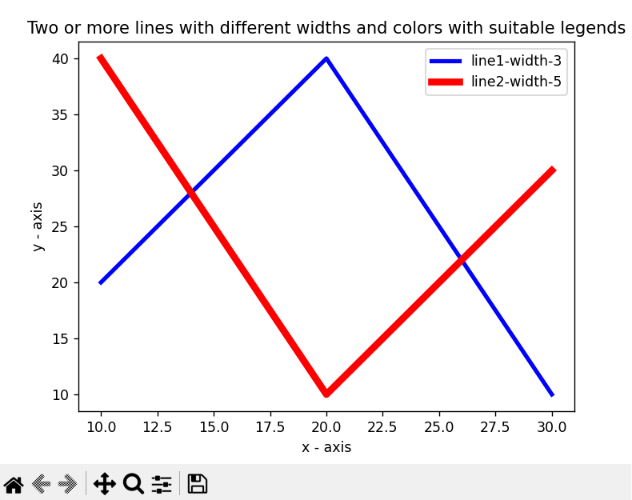 Two or more lines with different widths and colors with suitable legends
line1-width-3
line2-width-5
y - axis
40
35
30
25
20
15
10
10.0 12.5 15.0 17.5 20.0 22.5 25.0 27.5 30.0
x - axis